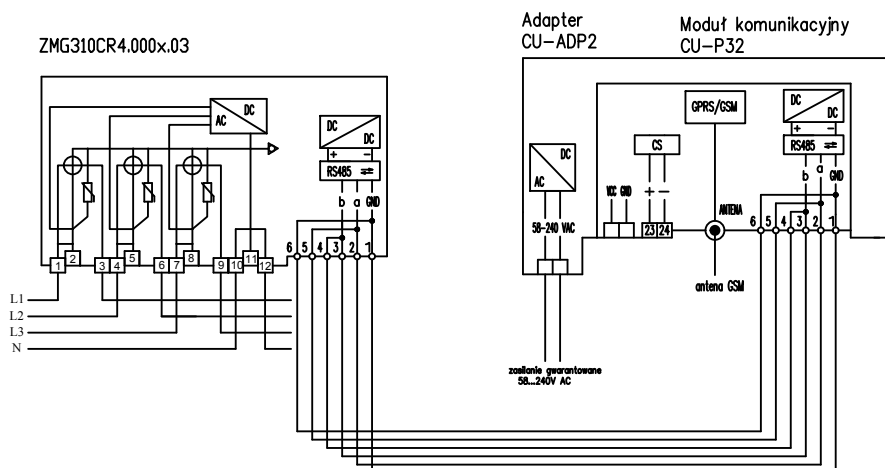 Adapter
CU-ADP2
Moduł komunikacyjny
CU-P32
ZMG310CR4.000x.03
AC DC
DC DC
+ −
RS485 ⇄
b a GND
6 5 4 3 2 1
1 2 3 4 5 6 7 8 9 10 11 12
L1
L2
L3
N
AC DC
58-240 VAC
VCC GND
CS
+ −
23 24
GPRS/GSM
ANTENA
antena GSM
DC DC
+ −
RS485 ⇄
b a GND
6 5 4 3 2 1
zasilanie gwarantowane
58...240V AC